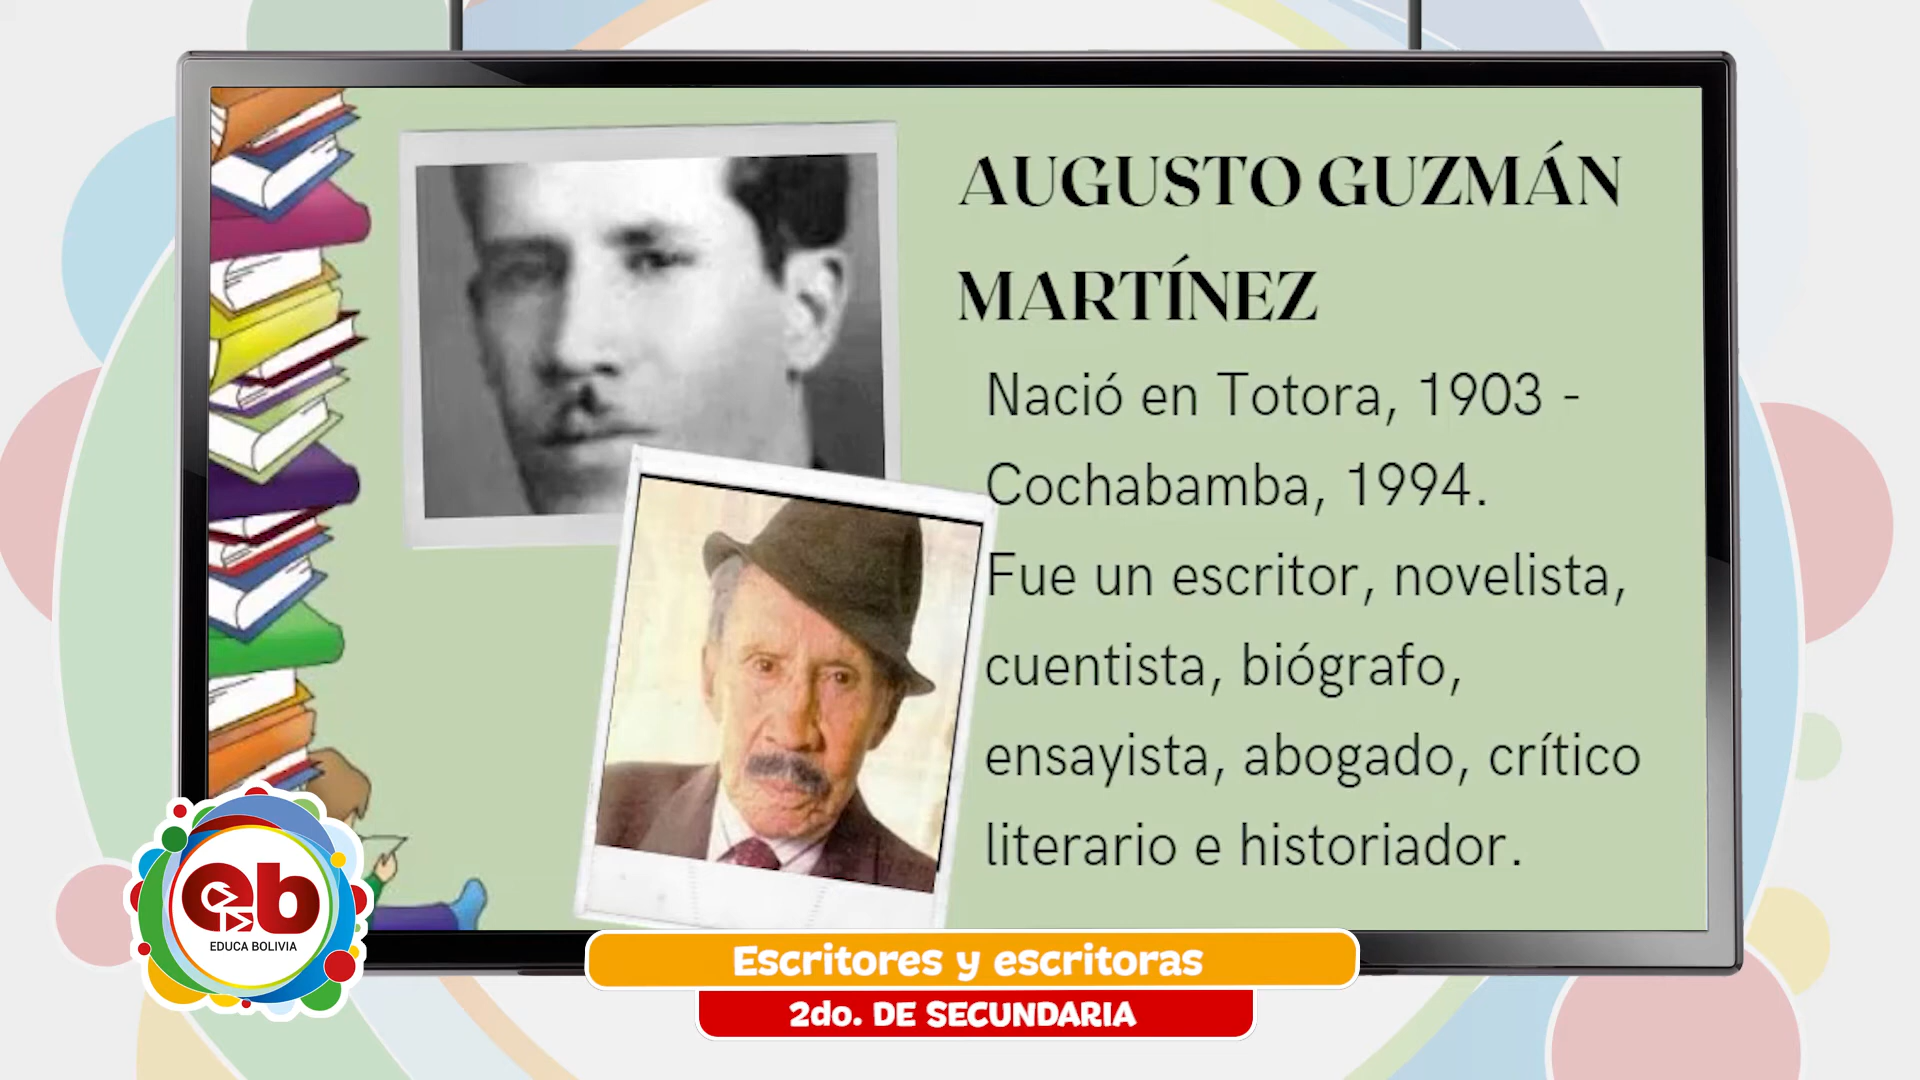 AUGUSTO GUZMÁN
MARTÍNEZ
Nació en Totora, 1903 -
Cochabamba, 1994.
Fue un escritor, novelista,
cuentista, biógrafo,
ensayista, abogado, crítico
literario e historiador.
eb
EDUCA BOLIVIA
Escritores y escritoras
2do. DE SECUNDARIA